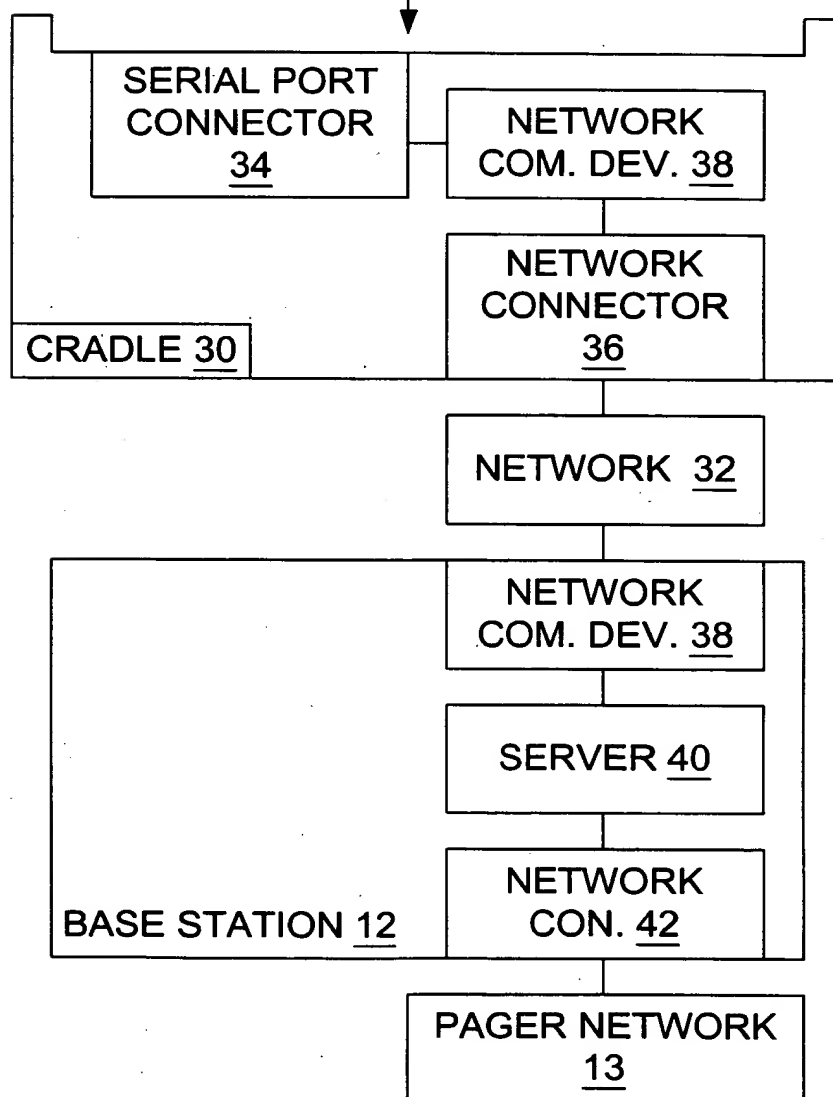 SERIAL PORT
CONNECTOR
34
NETWORK
COM. DEV. 38
NETWORK
CONNECTOR
36
CRADLE 30
NETWORK 32
NETWORK
COM. DEV. 38
SERVER 40
NETWORK
CON. 42
BASE STATION 12
PAGER NETWORK
13